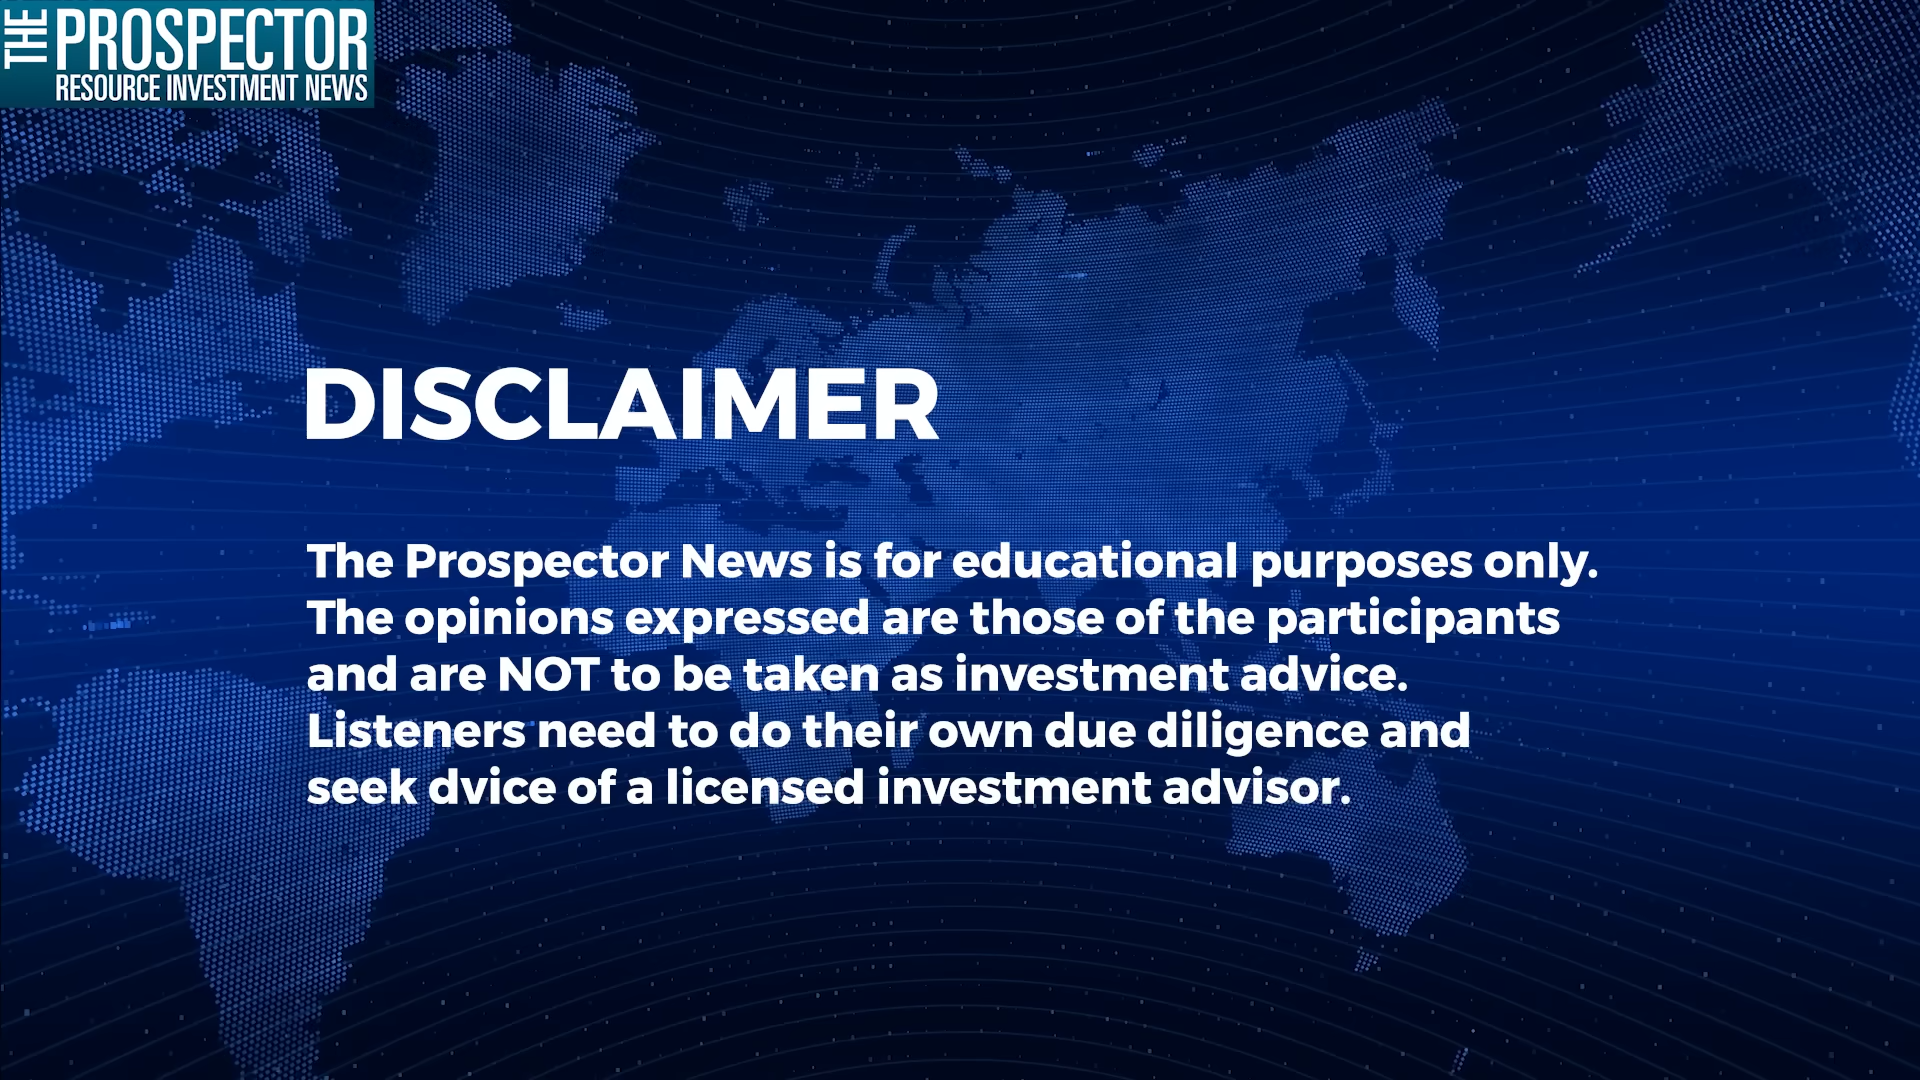 THE PROSPECTOR
RESOURCE INVESTMENT NEWS
DISCLAIMER
The Prospector News is for educational purposes only.
The opinions expressed are those of the participants
and are NOT to be taken as investment advice.
Listeners need to do their own due diligence and
seek dvice of a licensed investment advisor.